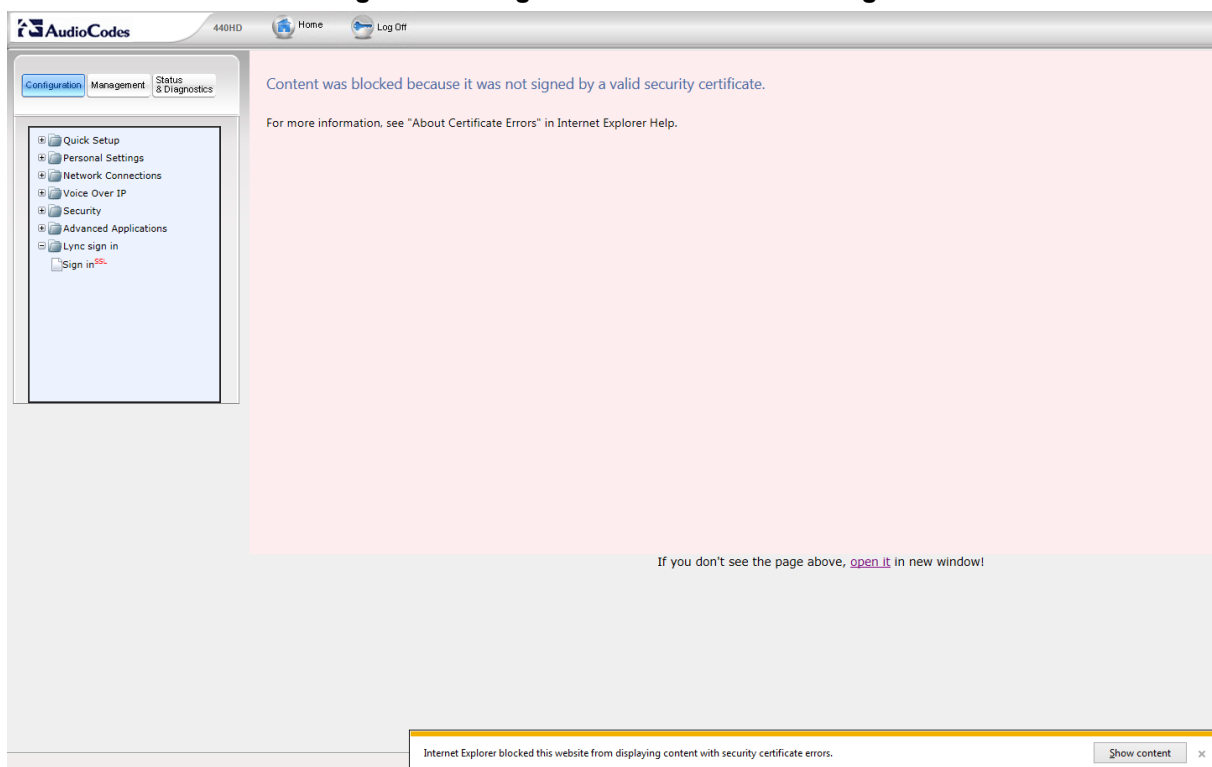 AudioCodes
440HD
Home
Log Off
Configuration
Management
Status
& Diagnostics
Quick Setup
Personal Settings
Network Connections
Voice Over IP
Security
Advanced Applications
Lync sign in
Sign inSSL
Content was blocked because it was not signed by a valid security certificate.
For more information, see "About Certificate Errors" in Internet Explorer Help.
If you don't see the page above, open it in new window!
Internet Explorer blocked this website from displaying content with security certificate errors.
Show content